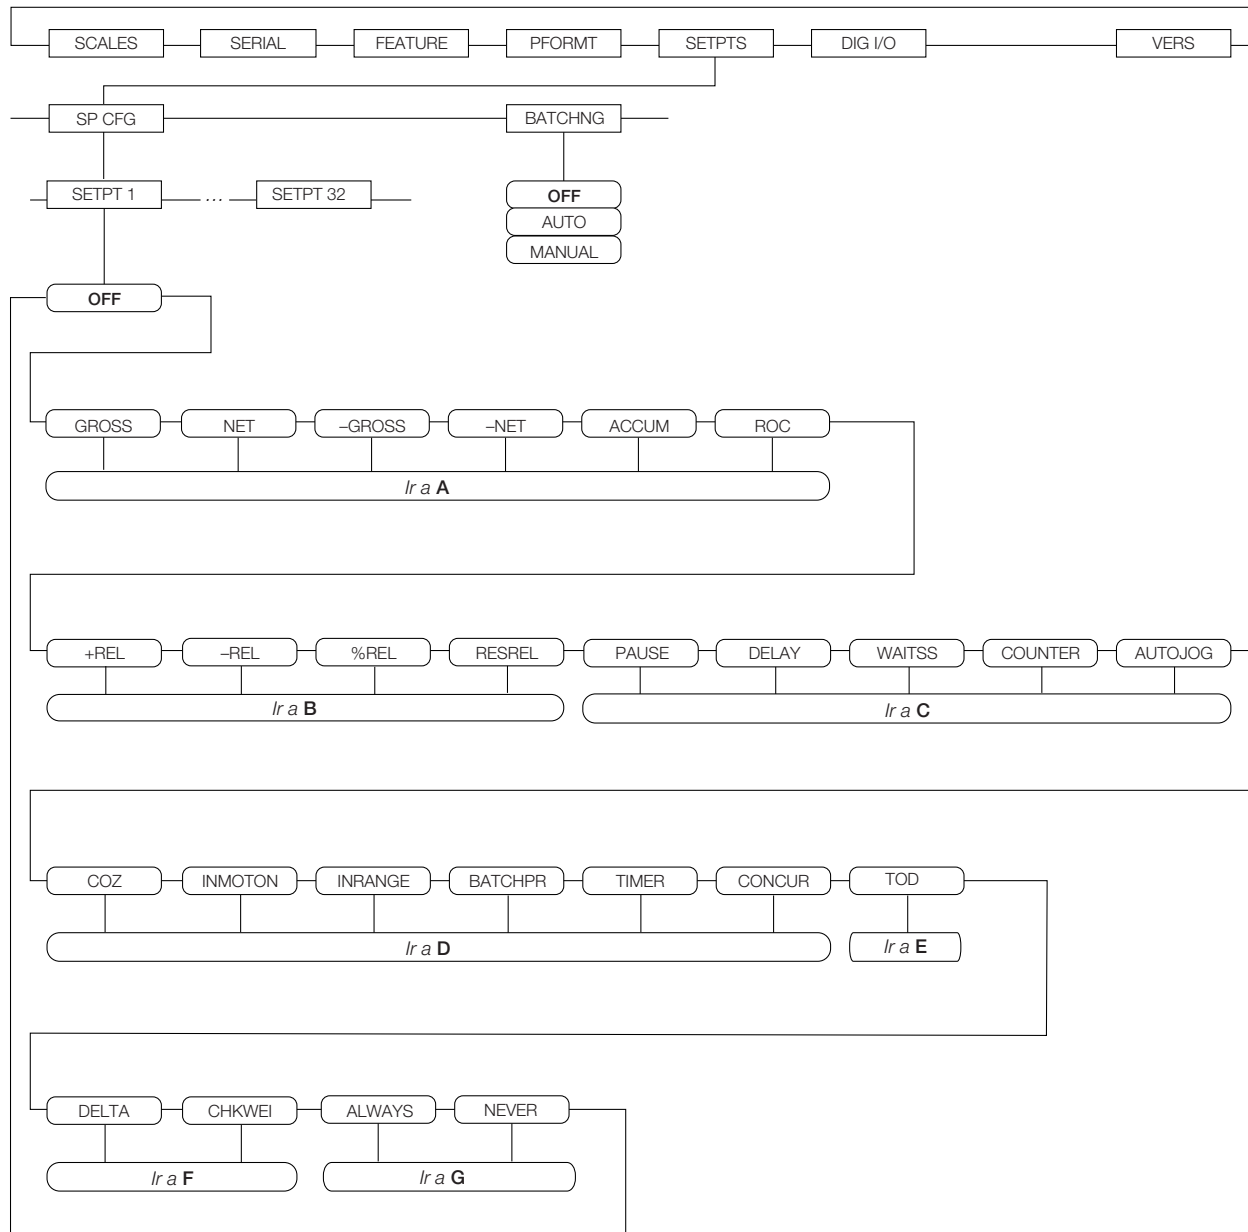 SCALES SERIAL FEATURE PFORMT SETPTS DIG I/O VERS
SP CFG BATCHNG
SETPT 1 ... SETPT 32
OFF
AUTO
MANUAL
OFF
GROSS NET –GROSS –NET ACCUM ROC
Ir a A
+REL –REL %REL RESREL PAUSE DELAY WAITSS COUNTER AUTOJOG
Ir a B Ir a C
COZ INMOTON INRANGE BATCHPR TIMER CONCUR TOD
Ir a D Ir a E
DELTA CHKWEI ALWAYS NEVER
Ir a F Ir a G